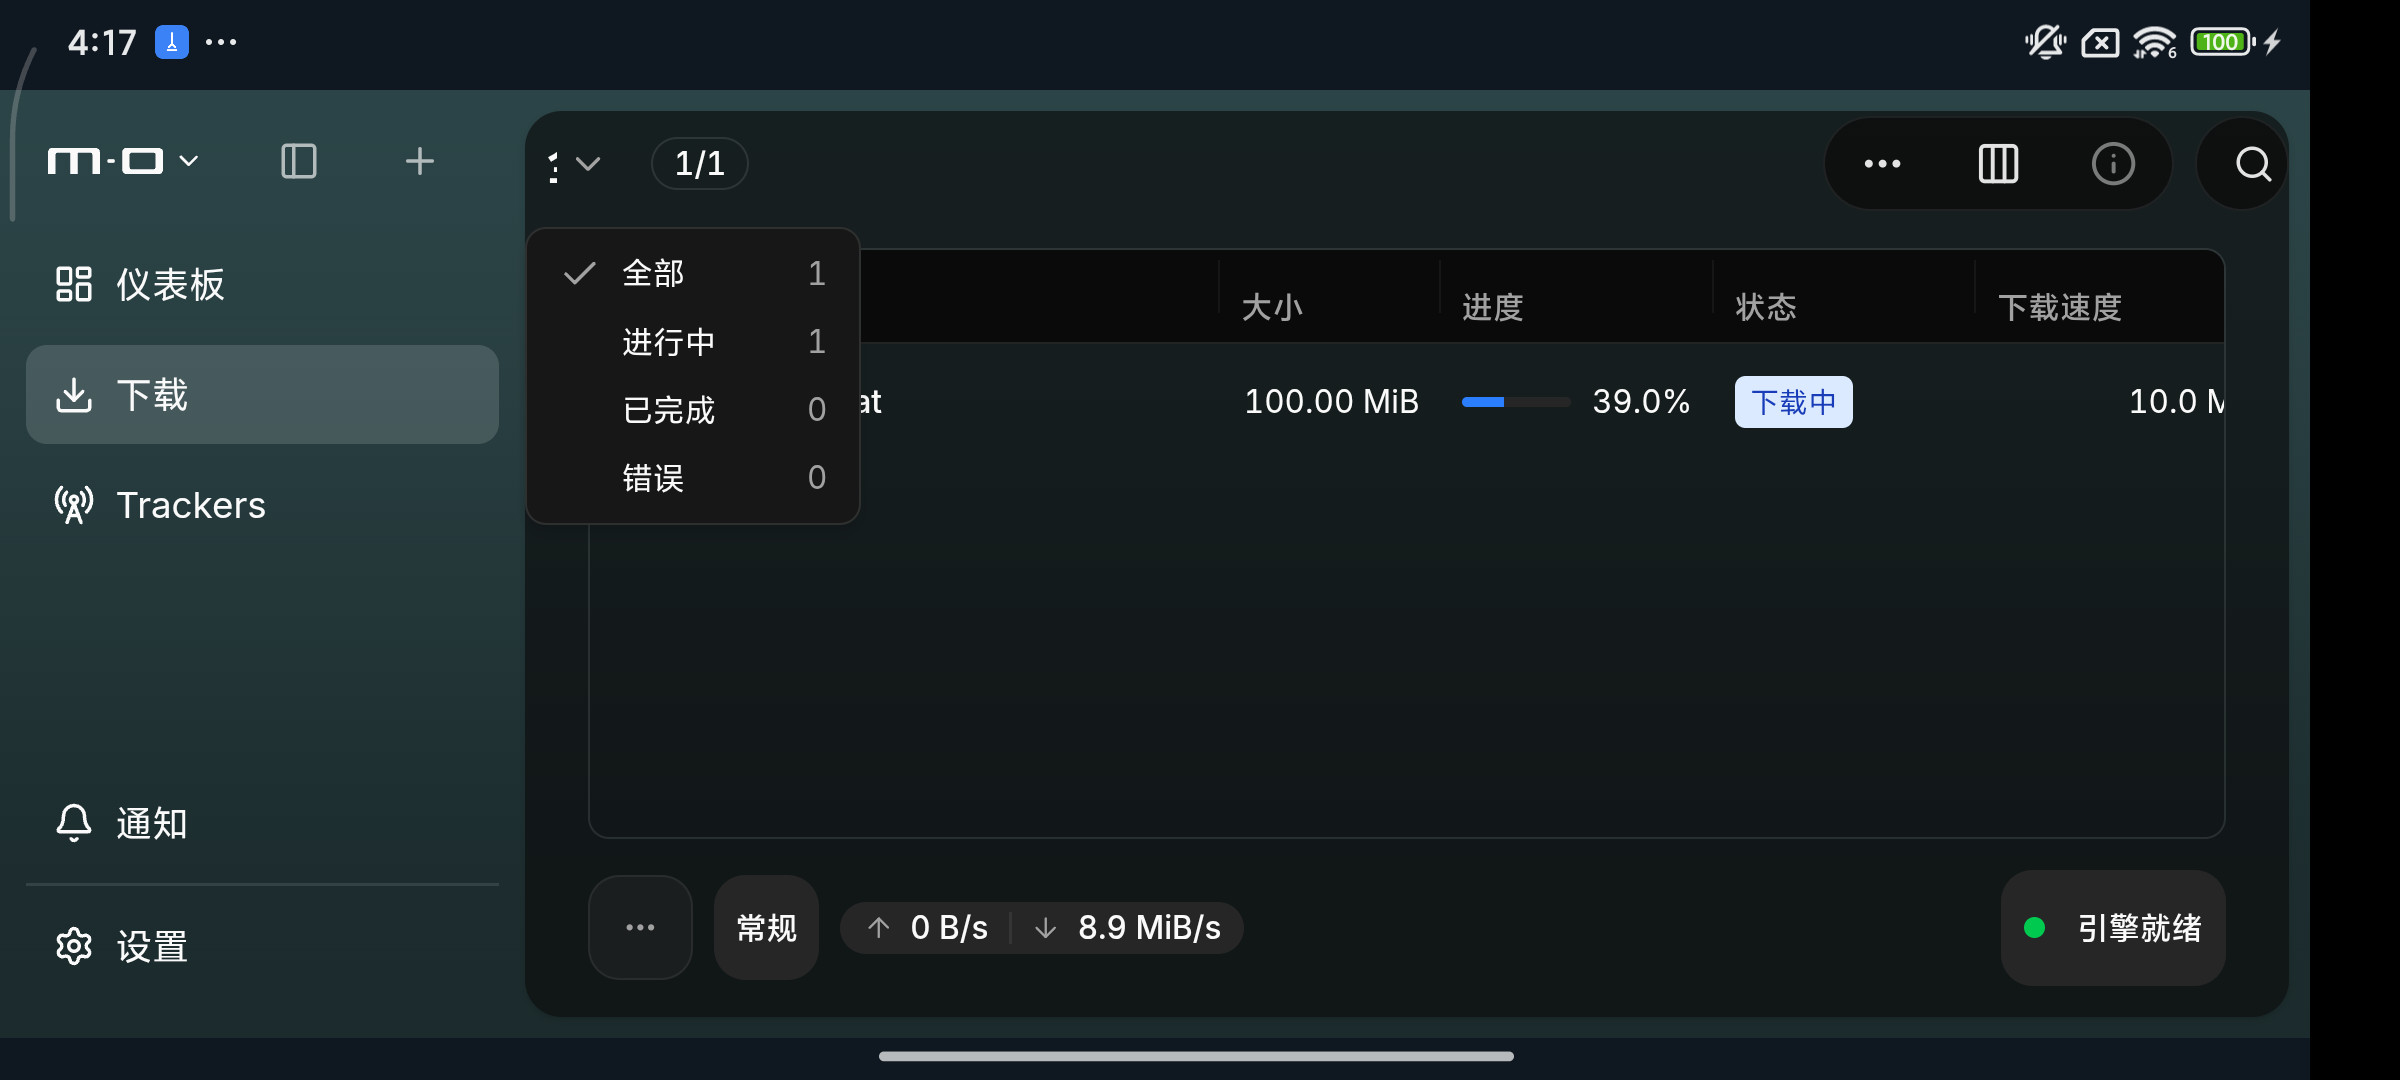 4:17
6
100
m-o
1/1
仪表板
下载
Trackers
通知
设置
全部 1
进行中 1
已完成 0
错误 0
大小 进度 状态 下载速度
at 100.00 MiB 39.0% 下载中 10.0 M
常规 0 B/s 8.9 MiB/s 引擎就绪